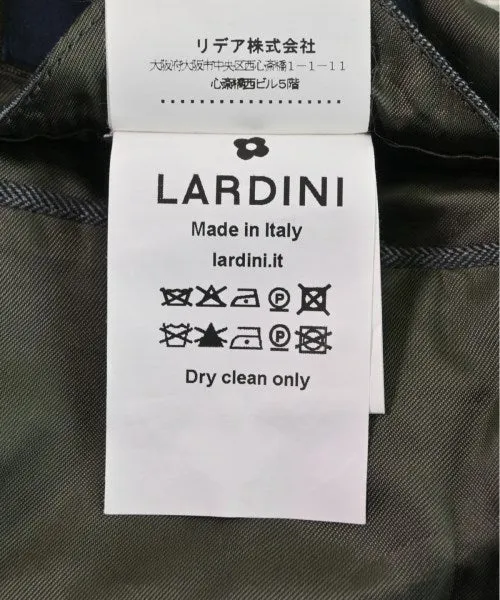 リデア株式会社
大阪府大阪市中央区西心斎橋1-1-11
心斎橋西ビル5階
LARDINI
Made in Italy
lardini.it
P
P
Dry clean only